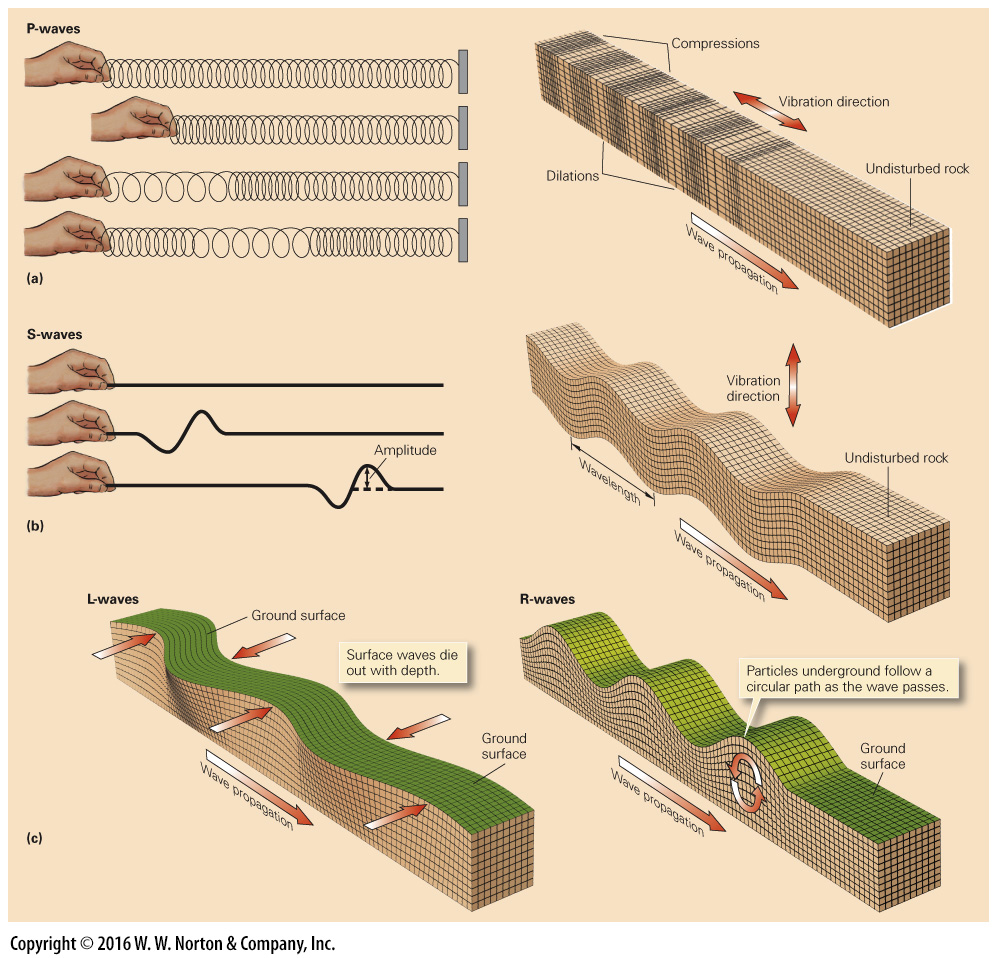 P-waves
Compressions
Vibration direction
Undisturbed rock
Dilations
Wave propagation
(a)
S-waves
Amplitude
(b)
Vibration
direction
Undisturbed rock
Wavelength
Wave propagation
L-waves
Ground surface
Surface waves die
out with depth.
Ground
surface
Wave propagation
(c)
R-waves
Particles underground follow a
circular path as the wave passes.
Ground
surface
Wave propagation
Copyright © 2016 W. W. Norton & Company, Inc.